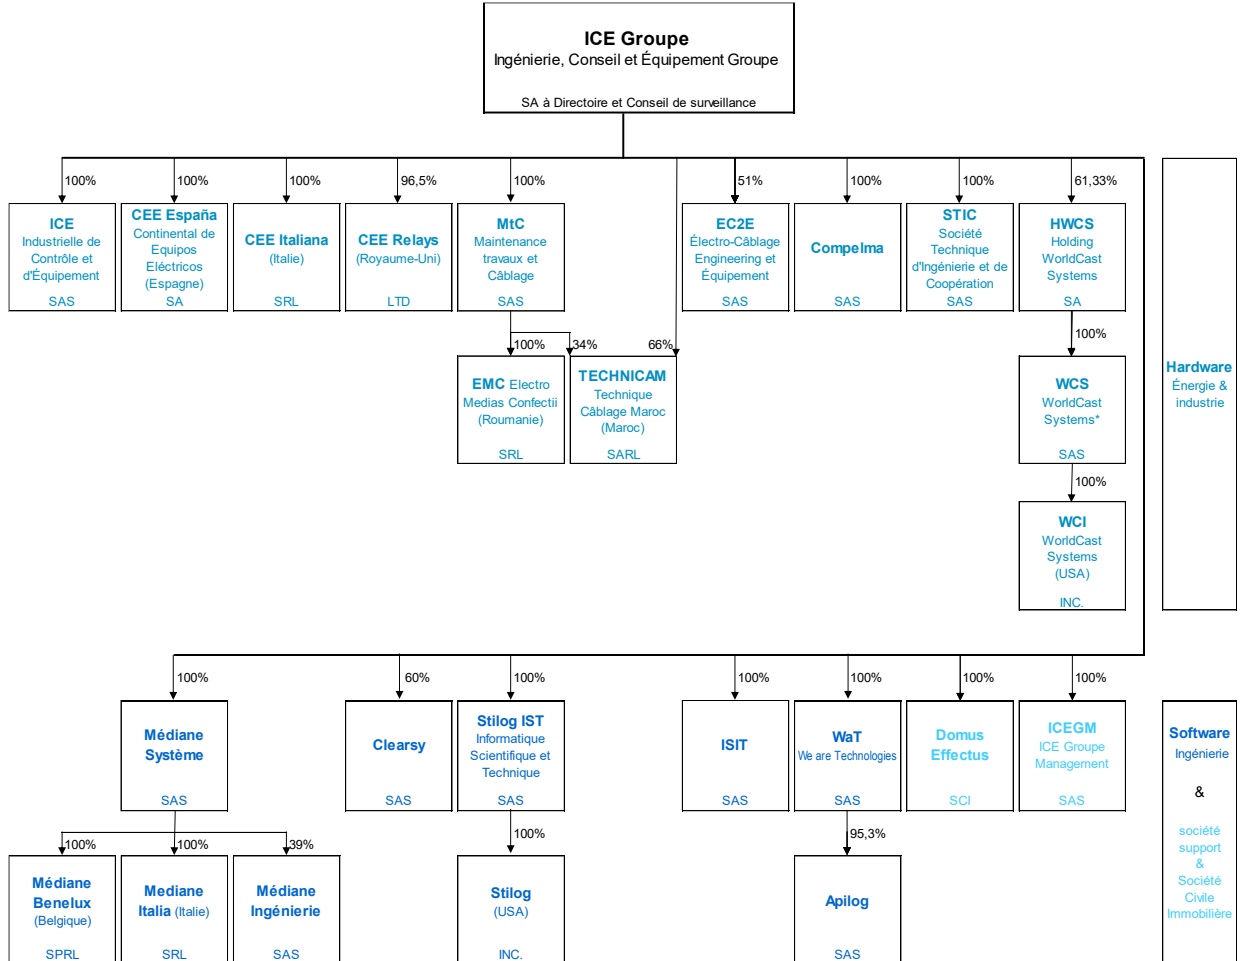 ICE Groupe
Ingénierie, Conseil et Équipement Groupe
SA à Directoire et Conseil de surveillance
100%
100%
100%
96,5%
100%
51%
100%
100%
61,33%
ICE
Industrielle de
Contrôle et
d'Équipement
SAS
CEE España
Continental de
Equipos
Eléctricos
(Espagne)
SA
CEE Italiana
(Italie)
SRL
CEE Relays
(Royaume-Uni)
LTD
MtC
Maintenance
travaux et
Câblage
SAS
EC2E
Électro-Câblage
Engineering et
Équipement
SAS
Compelma
SAS
STIC
Société
Technique
d'Ingénierie et de
Coopération
SAS
HWCS
Holding
WorldCast
Systems
SA
100%
34%
66%
100%
EMC Electro
Medias Confectii
(Roumanie)
SRL
TECHNICAM
Technique
Câblage Maroc
(Maroc)
SARL
WCS
WorldCast
Systems*
SAS
Hardware
Énergie &
industrie
100%
WCI
WorldCast
Systems
(USA)
INC.
100%
60%
100%
100%
100%
100%
100%
Médiane
Système
SAS
Clearsy
SAS
Stilog IST
Informatique
Scientifique et
Technique
SAS
ISIT
SAS
WaT
We are Technologies
SAS
Domus
Effectus
SCI
ICEGM
ICE Groupe
Management
SAS
Software
Ingénierie
&
société
support
&
Société
Civile
Immobilière
100%
100%
39%
100%
95,3%
Médiane
Benelux
(Belgique)
SPRL
Mediane
Italia (Italie)
SRL
Médiane
Ingénierie
SAS
Stilog
(USA)
INC.
Apilog
SAS